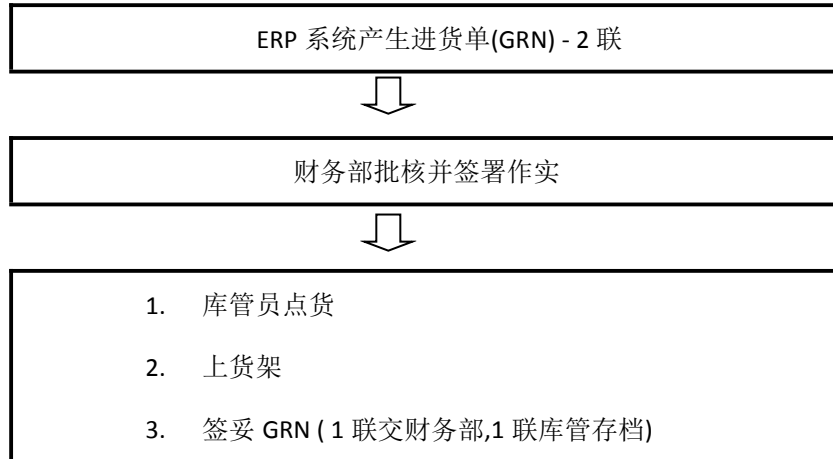 ERP 系统产生进货单(GRN) - 2 联
财务部批核并签署作实
1. 库管员点货
2. 上货架
3. 签妥 GRN ( 1 联交财务部,1 联库管存档)